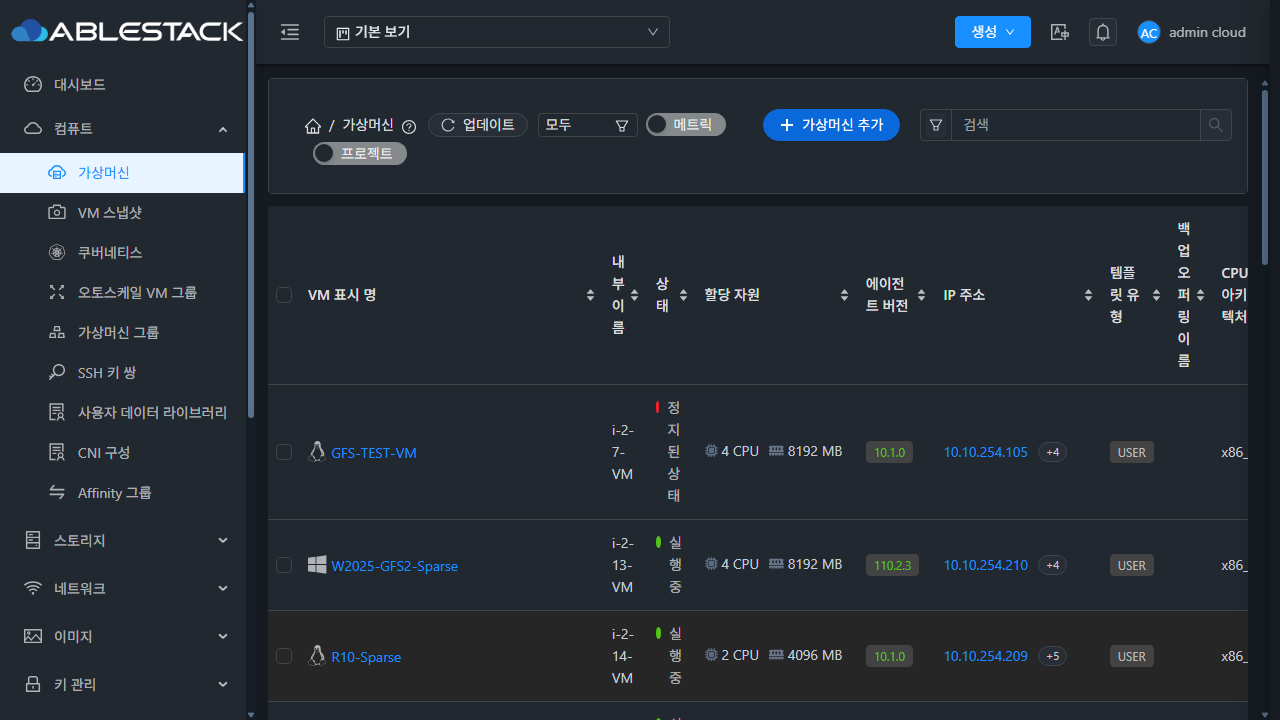 ABLESTACK
대시보드
컴퓨트
가상머신
VM 스냅샷
쿠버네티스
오토스케일 VM 그룹
가상머신 그룹
SSH 키 쌍
사용자 데이터 라이브러리
CNI 구성
Affinity 그룹
스토리지
네트워크
이미지
키 관리
기본 보기
생성
AC admin cloud
/ 가상머신
업데이트
모두
메트릭
가상머신 추가
검색
프로젝트
VM 표시 명
내
부
이
름
상
태
할당 자원
에이전
트 버전
IP 주소
템플
릿 유
형
백
업
오
퍼
링
이
름
CPU
아키
텍처
GFS-TEST-VM
i-2-
7-
VM
정
지
된
상
태
4 CPU 8192 MB
10.1.0
10.10.254.105 +4
USER
x86_
W2025-GFS2-Sparse
i-2-
13-
VM
실
행
중
4 CPU 8192 MB
110.2.3
10.10.254.210 +4
USER
x86_
R10-Sparse
i-2-
14-
VM
실
행
중
2 CPU 4096 MB
10.1.0
10.10.254.209 +5
USER
x86_